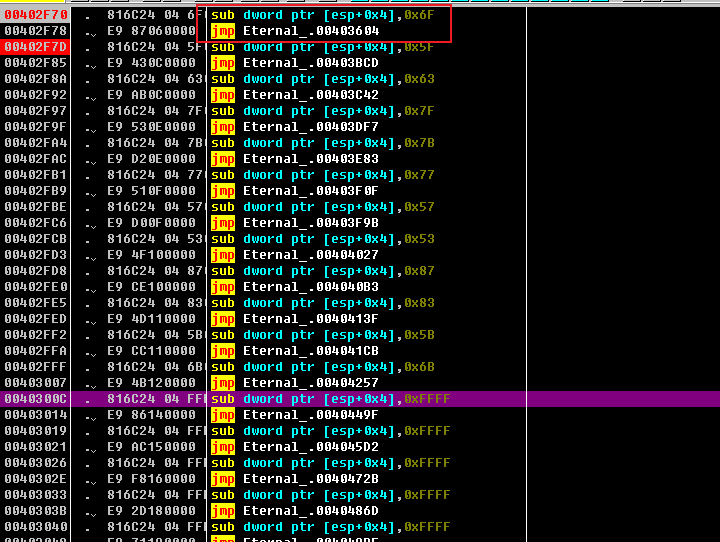 00402F70 . 816C24 04 6F sub dword ptr [esp+0x4],0x6F
00402F78 . E9 87060000 jmp Eternal_.00403604
00402F7D . 816C24 04 5F sub dword ptr [esp+0x4],0x5F
00402F85 . E9 430C0000 jmp Eternal_.00403BCD
00402F8A . 816C24 04 63 sub dword ptr [esp+0x4],0x63
00402F92 . E9 AB0C0000 jmp Eternal_.00403C42
00402F97 . 816C24 04 7F sub dword ptr [esp+0x4],0x7F
00402F9F . E9 530E0000 jmp Eternal_.00403DF7
00402FA4 . 816C24 04 7B sub dword ptr [esp+0x4],0x7B
00402FAC . E9 D20E0000 jmp Eternal_.00403E83
00402FB1 . 816C24 04 77 sub dword ptr [esp+0x4],0x77
00402FB9 . E9 510F0000 jmp Eternal_.00403F0F
00402FBE . 816C24 04 57 sub dword ptr [esp+0x4],0x57
00402FC6 . E9 D00F0000 jmp Eternal_.00403F9B
00402FCB . 816C24 04 53 sub dword ptr [esp+0x4],0x53
00402FD3 . E9 4F100000 jmp Eternal_.00404027
00402FD8 . 816C24 04 87 sub dword ptr [esp+0x4],0x87
00402FE0 . E9 CE100000 jmp Eternal_.004040B3
00402FE5 . 816C24 04 83 sub dword ptr [esp+0x4],0x83
00402FED . E9 4D110000 jmp Eternal_.0040413F
00402FF2 . 816C24 04 5B sub dword ptr [esp+0x4],0x5B
00402FFA . E9 CC110000 jmp Eternal_.004041CB
00402FFF . 816C24 04 6B sub dword ptr [esp+0x4],0x6B
00403007 . E9 4B120000 jmp Eternal_.00404257
0040300C . 816C24 04 FF sub dword ptr [esp+0x4],0xFFFF
00403014 . E9 86140000 jmp Eternal_.0040449F
00403019 . 816C24 04 FF sub dword ptr [esp+0x4],0xFFFF
00403021 . E9 AC150000 jmp Eternal_.004045D2
00403026 . 816C24 04 FF sub dword ptr [esp+0x4],0xFFFF
0040302E . E9 F8160000 jmp Eternal_.0040472B
00403033 . 816C24 04 FF sub dword ptr [esp+0x4],0xFFFF
0040303B . E9 2D180000 jmp Eternal_.0040486D
00403040 . 816C24 04 FF sub dword ptr [esp+0x4],0xFFFF